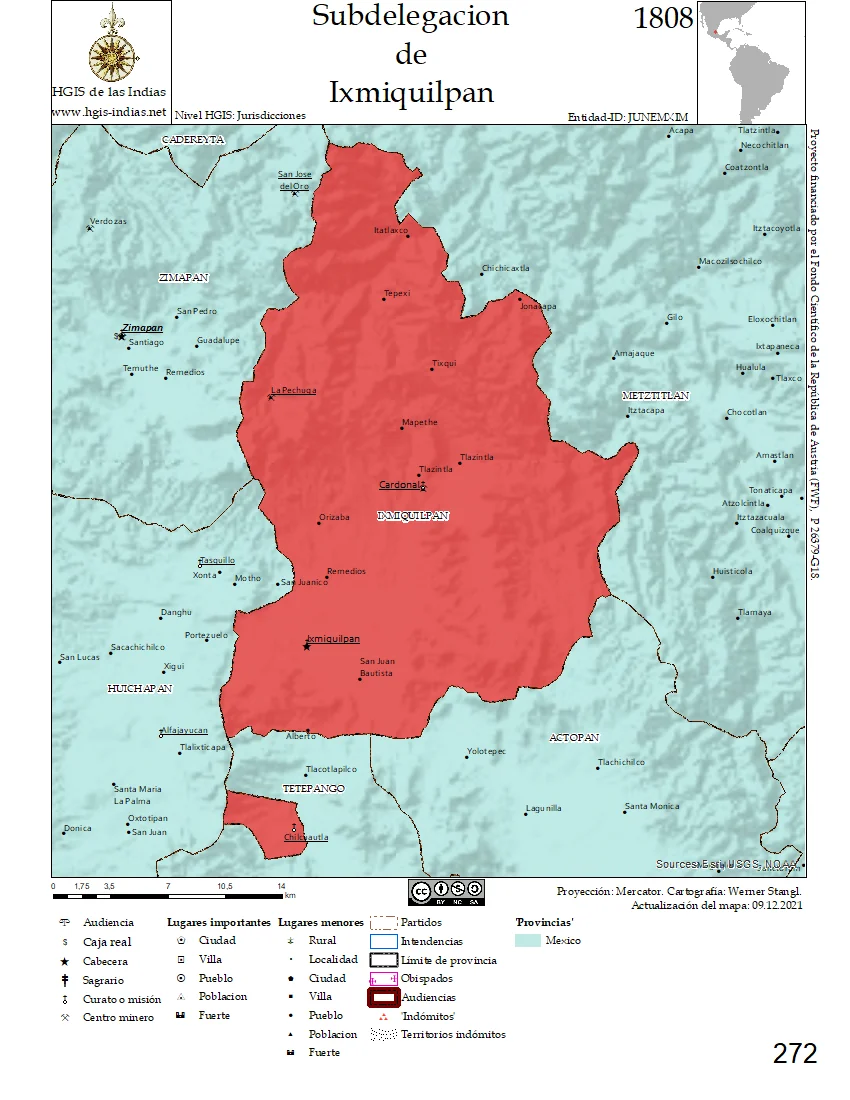 Subdelegacion
de
Ixmiquilpan
1808
HGIS de las Indias
www.hgis-indias.net
Nivel HGIS: Jurisdicciones
Entidad-ID: JUNEMXIM
CADEREYTA
Acapa
Tlatzintla
Necochitlan
Coatzontla
San Jose
del Oro
Verdozas
Itatlaxco
Itztacoyotla
Macozilsochilco
Chichicaxtla
ZIMAPAN
Tepexi
Jonacapa
San Pedro
Gilo
Eloxochitlan
Zimapan
Santiago
Guadalupe
Ixtapaneca
Amajaque
Temuthe
Remedios
Tixqui
Hualula
Tlaxco
La Pechuga
METZTITLAN
Itztacapa
Chocotlan
Mapethe
Tlazintla
Tlazintla
Amastlan
Cardonal
Tonaticapa
Atzolcintla
IXMIQUILPAN
Orizaba
Itztazacuala
Coalquizque
Tasquillo
Xonta
Motho
San Juanico
Remedios
Huisticola
Danghu
Tlamaya
Portezuelo
Ixmiquilpan
Sacachichilco
San Lucas
Xigui
San Juan
Bautista
HUICHAPAN
Alfajayucan
Alberto
ACTOPAN
Tlalixticapa
Yolotepec
Tlacotlapilco
Tlachichilco
Santa Maria
La Palma
TETEPANGO
Oxtotipan
San Juan
Donica
Lagunilla
Santa Monica
Chilcuautla
Sources: Esri, USGS, NOAA
Proyecto financiado por el Fondo Científico de la República de Austria (FWF), P 26379-G18.
0 1,75 3,5 7 10,5 14
km
cc
BY NC SA
Proyección: Mercator. Cartografía: Werner Stangl.
Actualización del mapa: 09.12.2021
Audiencia
Caja real
Cabecera
Sagrario
Curato o misión
Centro minero
Lugares importantes
Ciudad
Villa
Pueblo
Poblacion
Fuerte
Lugares menores
Rural
Localidad
Ciudad
Villa
Pueblo
Poblacion
Fuerte
Partidos
Intendencias
Límite de provincia
Obispados
Audiencias
'Indómitos'
Territorios indómitos
'Provincias'
Mexico
272